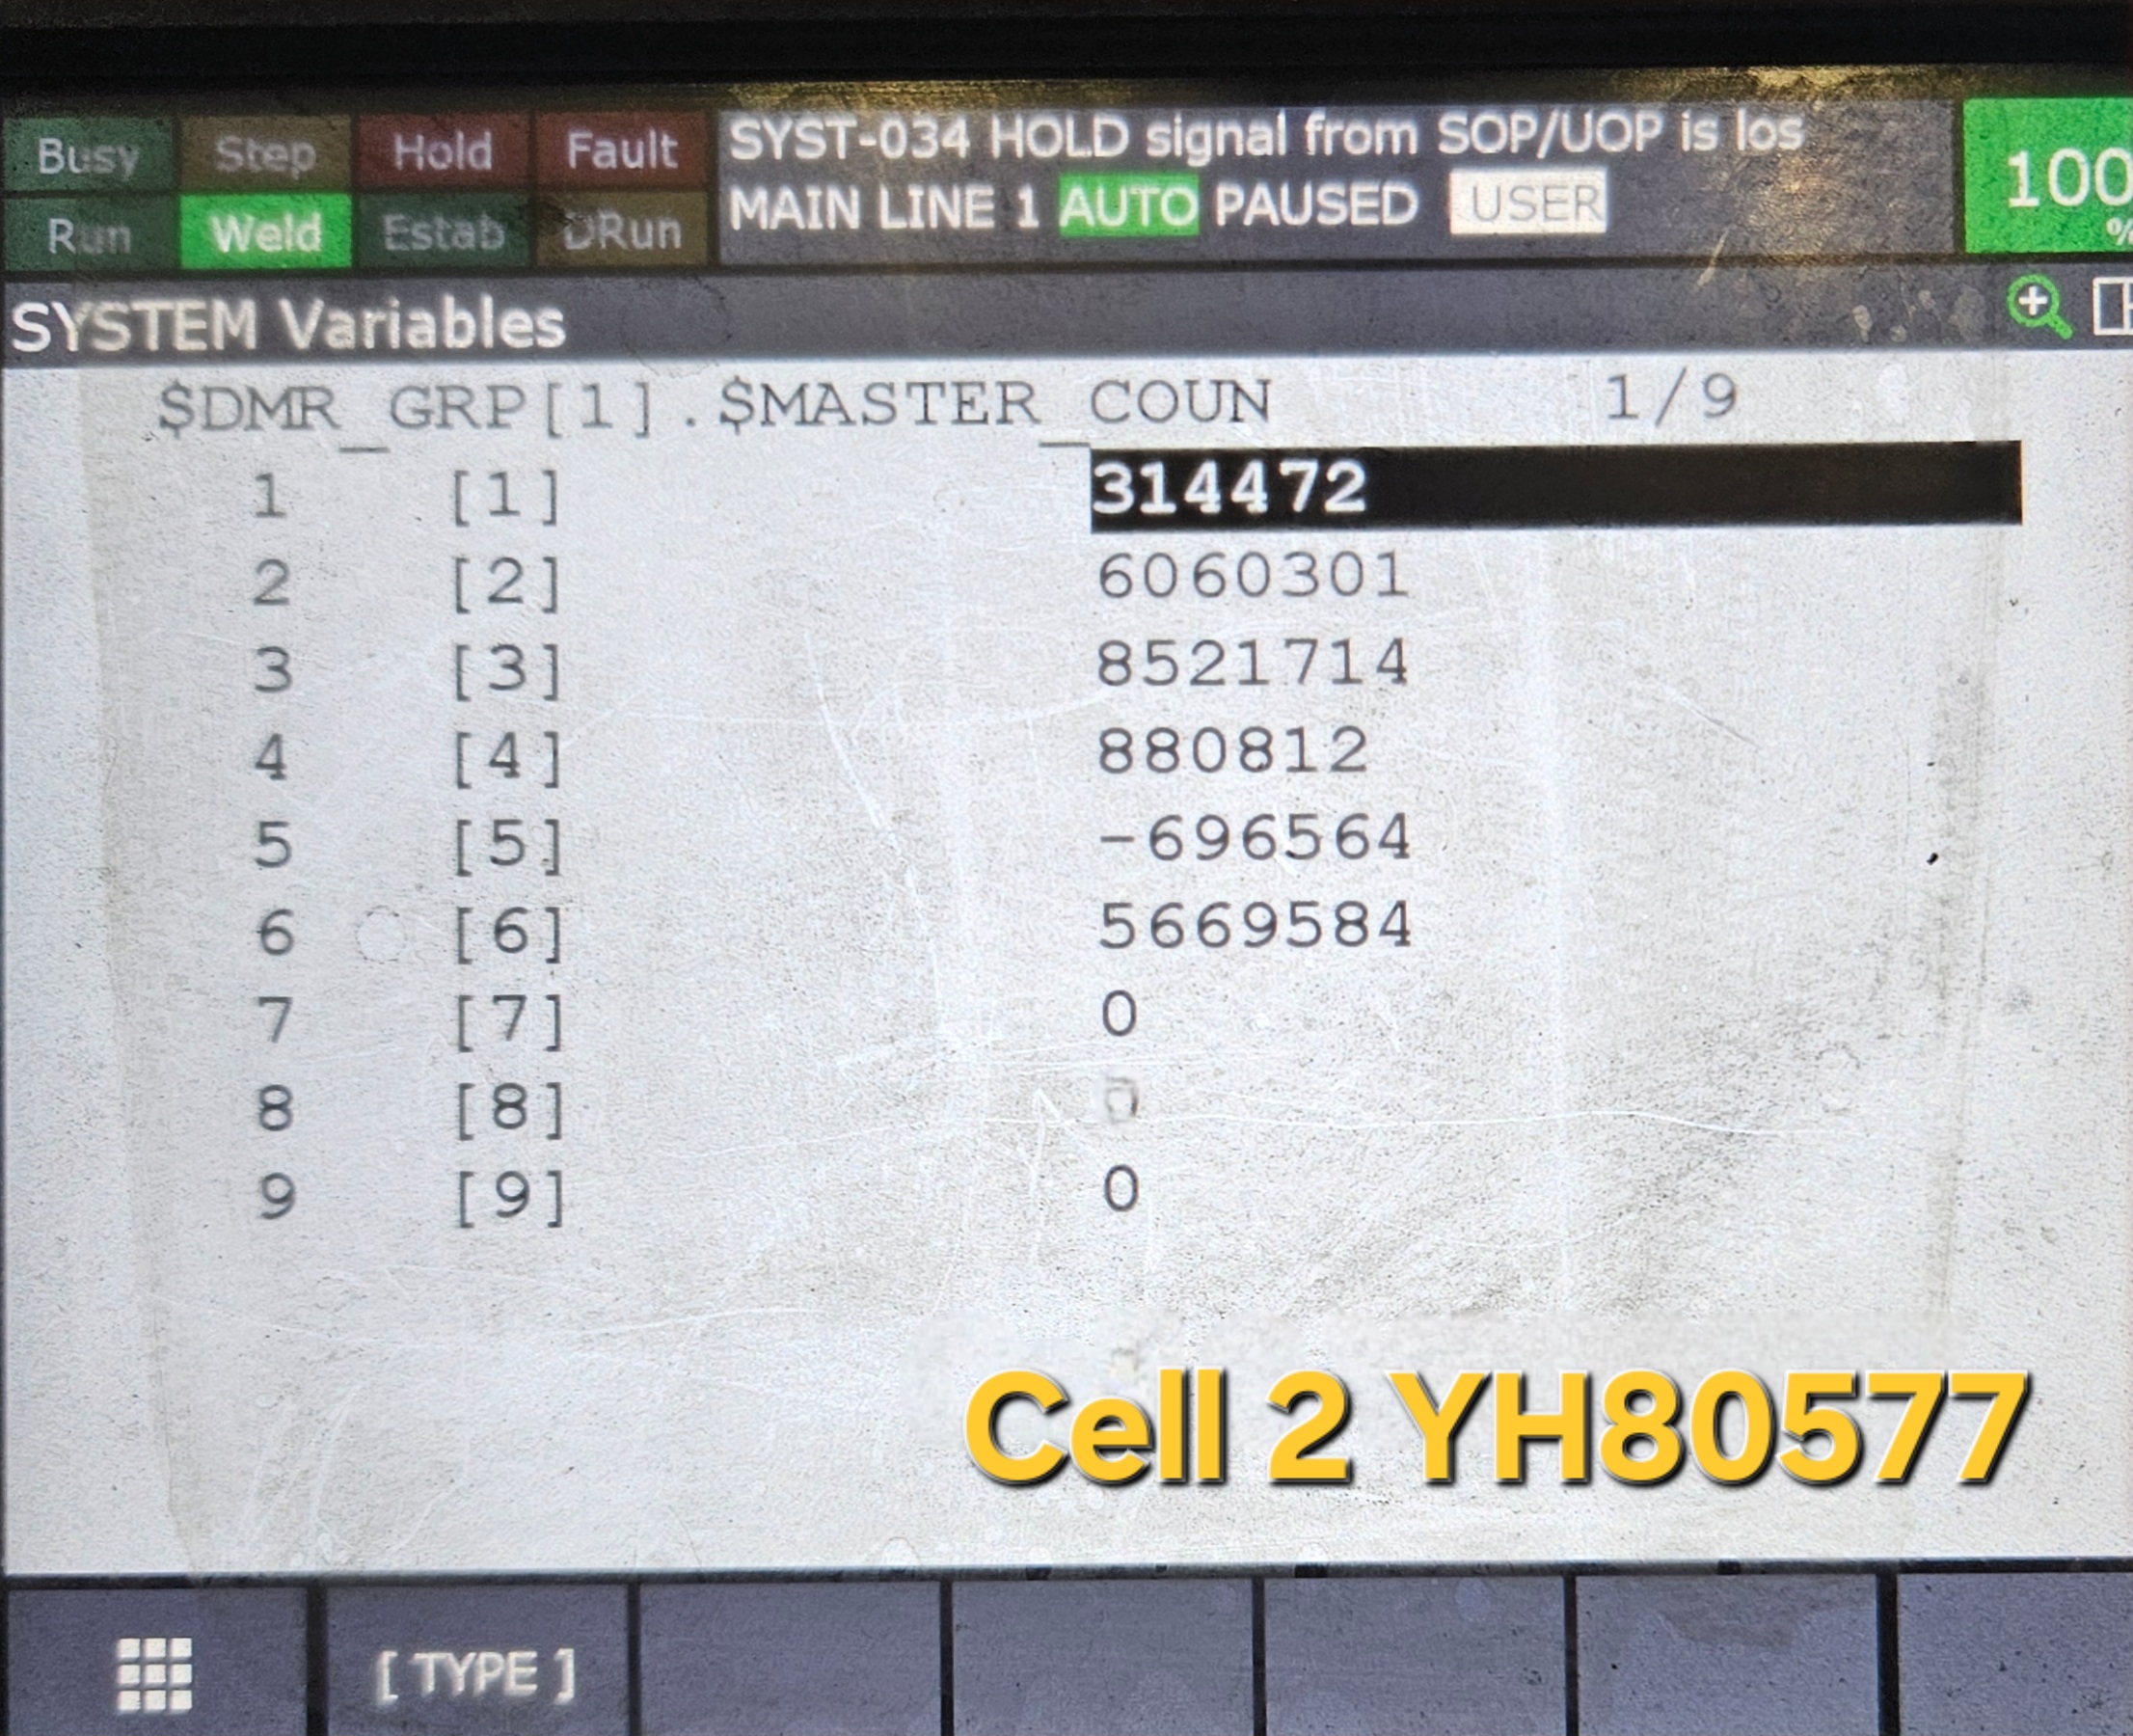 Busy Step Hold Fault SYST-034 HOLD signal from SOP/UOP is los
Run Weld Estab DRun MAIN LINE 1 AUTO PAUSED USER
100
%
SYSTEM Variables
$DMR_GRP[1].$MASTER_COUN 1/9
1 [1] 314472
2 [2] 6060301
3 [3] 8521714
4 [4] 880812
5 [5] -696564
6 [6] 5669584
7 [7] 0
8 [8] 0
9 [9] 0
Cell 2 YH80577
[ TYPE ]